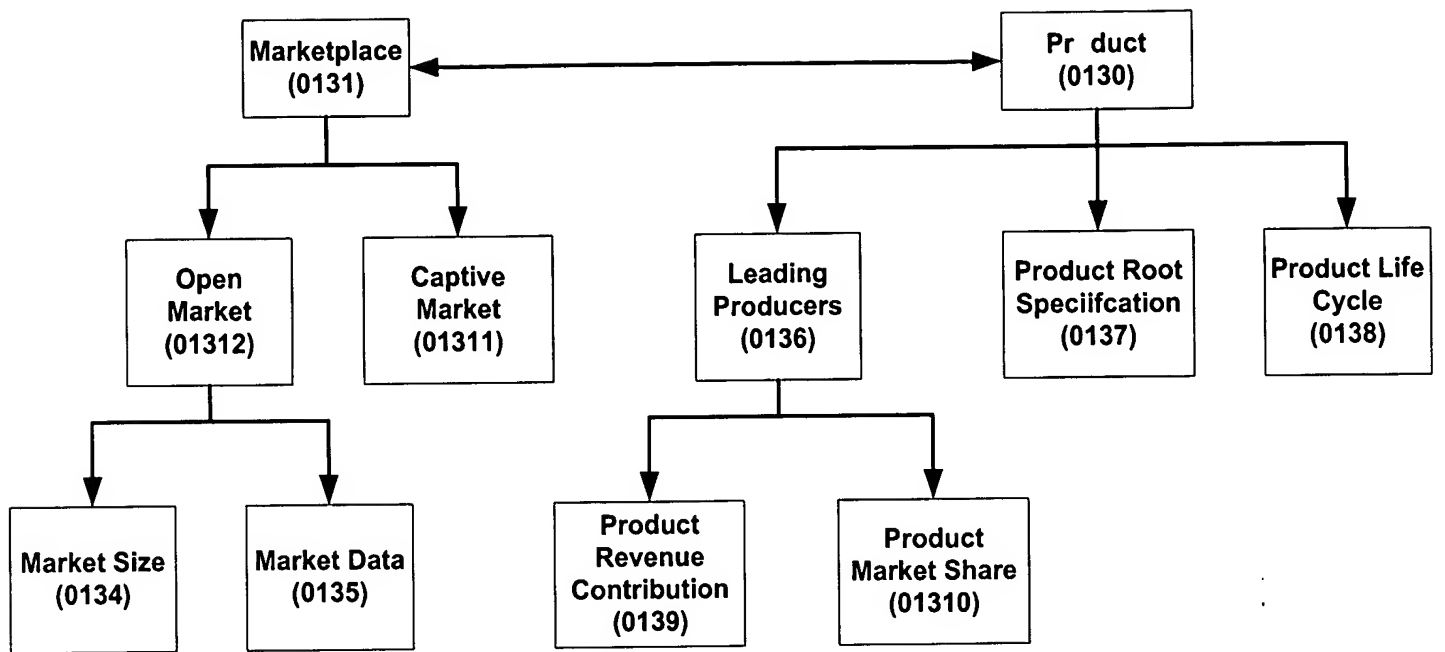 Marketplace
(0131)
Pr duct
(0130)
Open
Market
(01312)
Captive
Market
(01311)
Leading
Producers
(0136)
Product Root
Speciifcation
(0137)
Product Life
Cycle
(0138)
Market Size
(0134)
Market Data
(0135)
Product
Revenue
Contribution
(0139)
Product
Market Share
(01310)